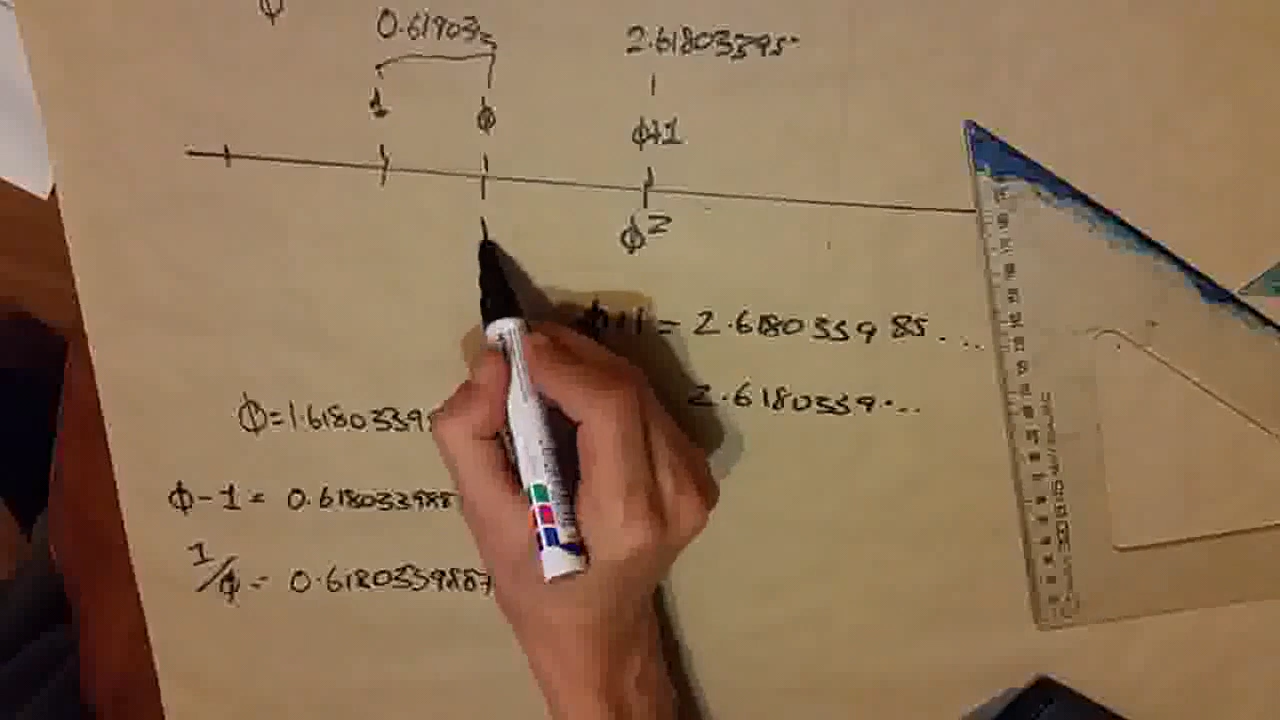 ϕ
0.61803
2.61803395..
1 ϕ ϕ+1
ϕ²
ϕ+1 = 2.618033985....
ϕ=1.6180339
2.6180339...
ϕ-1 = 0.618033988
1/ϕ = 0.6180339887